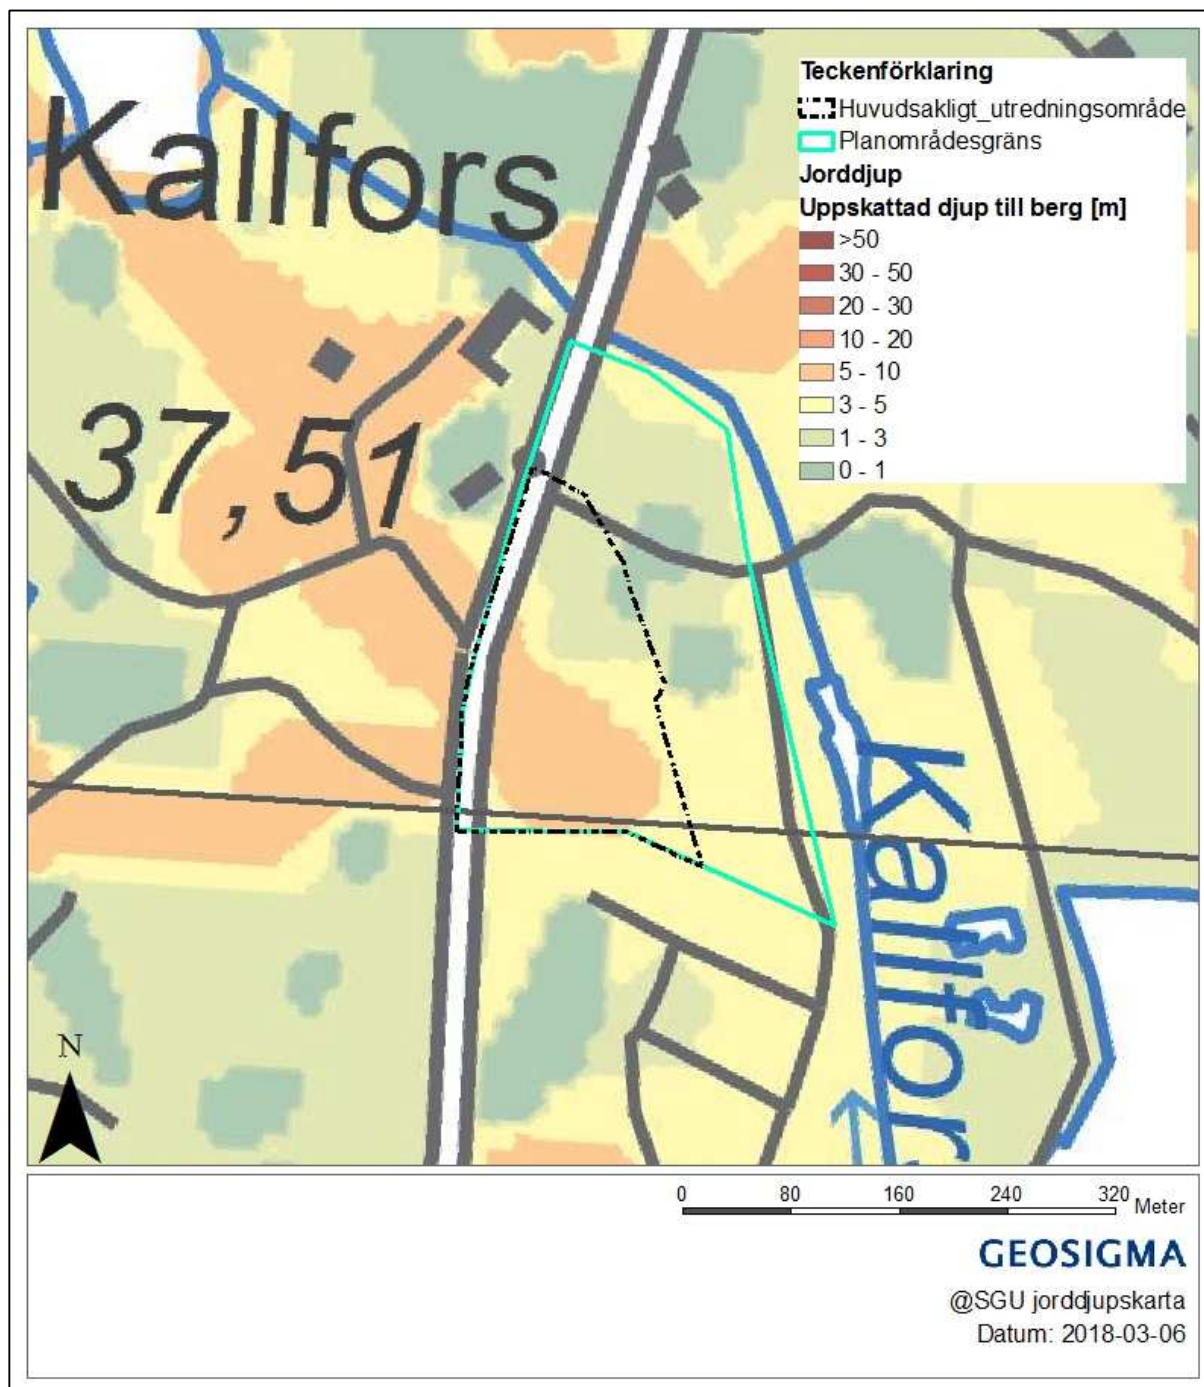 Kallfors
37,51
Teckenförklaring
Huvudsakligt_utredningsområde
Planområdesgräns
Jorddjup
Uppskattad djup till berg [m]
>50
30 - 50
20 - 30
10 - 20
5 - 10
3 - 5
1 - 3
0 - 1
Kallfor
N
0 80 160 240 320 Meter
GEOSIGMA
@SGU jorddjupskarta
Datum: 2018-03-06